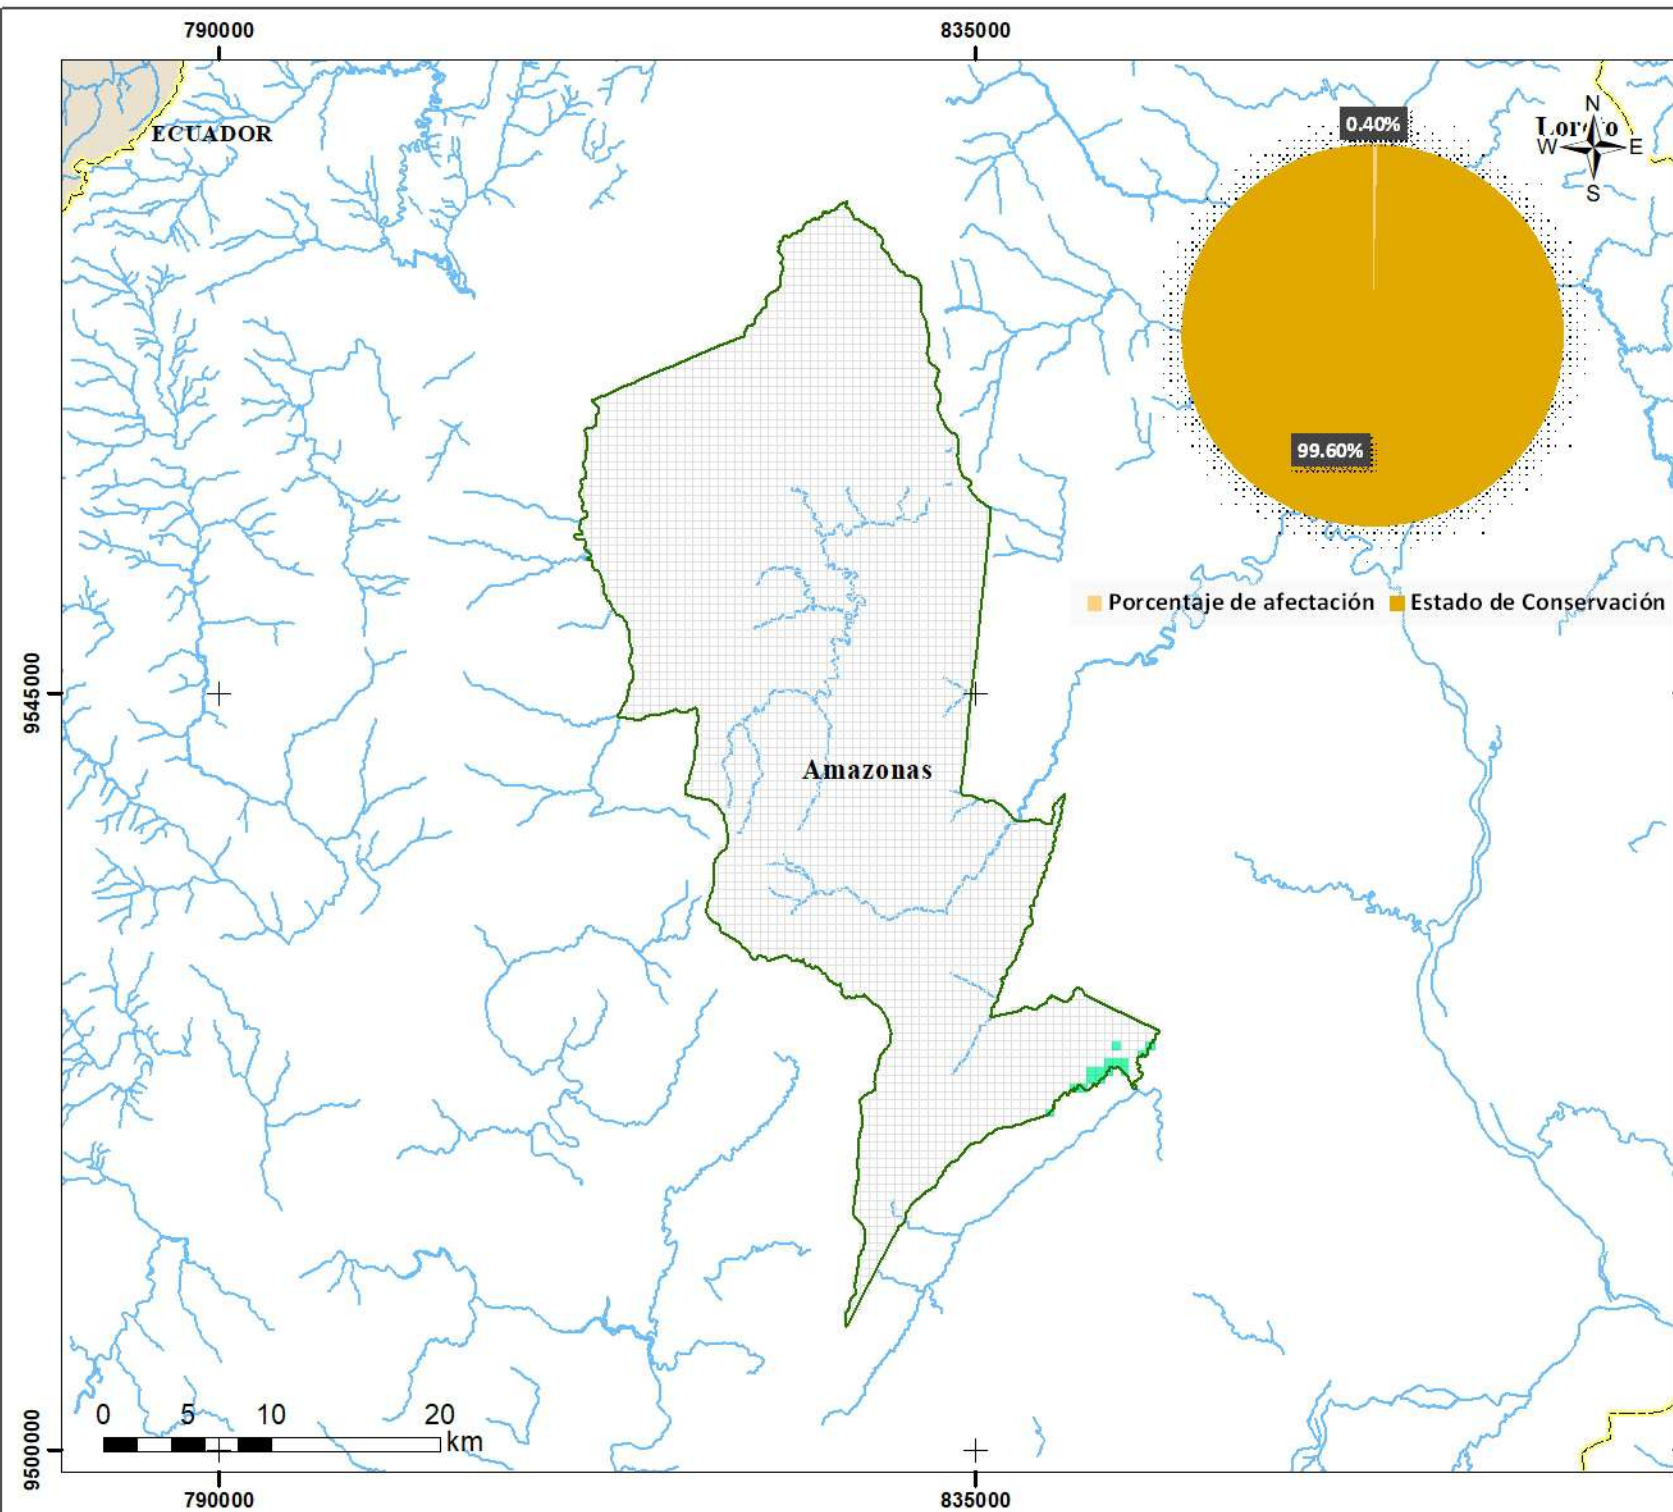 790000 835000
ECUADOR
0.40%
N
Lor
W E
S
99.60%
Porcentaje de afectación Estado de Conservación
9545000
Amazonas
0 5 10 20
km
9500000
790000 835000